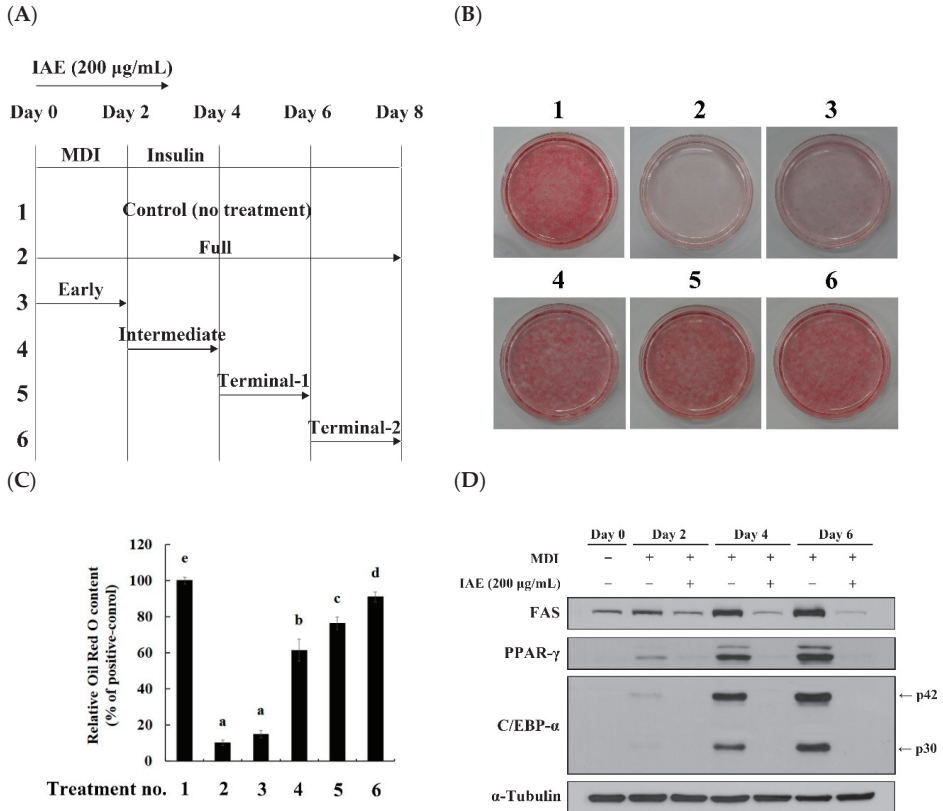 (A)
IAE (200 µg/mL)
Day 0 Day 2 Day 4 Day 6 Day 8
MDI Insulin
1 Control (no treatment)
2 Full
3 Early
4 Intermediate
5 Terminal-1
6 Terminal-2
(B)
1 2 3
4 5 6
(C)
Relative Oil Red O content
(% of positive-conrol)
120
100
80
60
40
20
0
e a a b c d
Treatment no. 1 2 3 4 5 6
(D)
Day 0 Day 2 Day 4 Day 6
MDI – + + + + + +
IAE (200 µg/mL) – – + – + – +
FAS
PPAR-γ
C/EBP-α
← p42
← p30
α-Tubulin